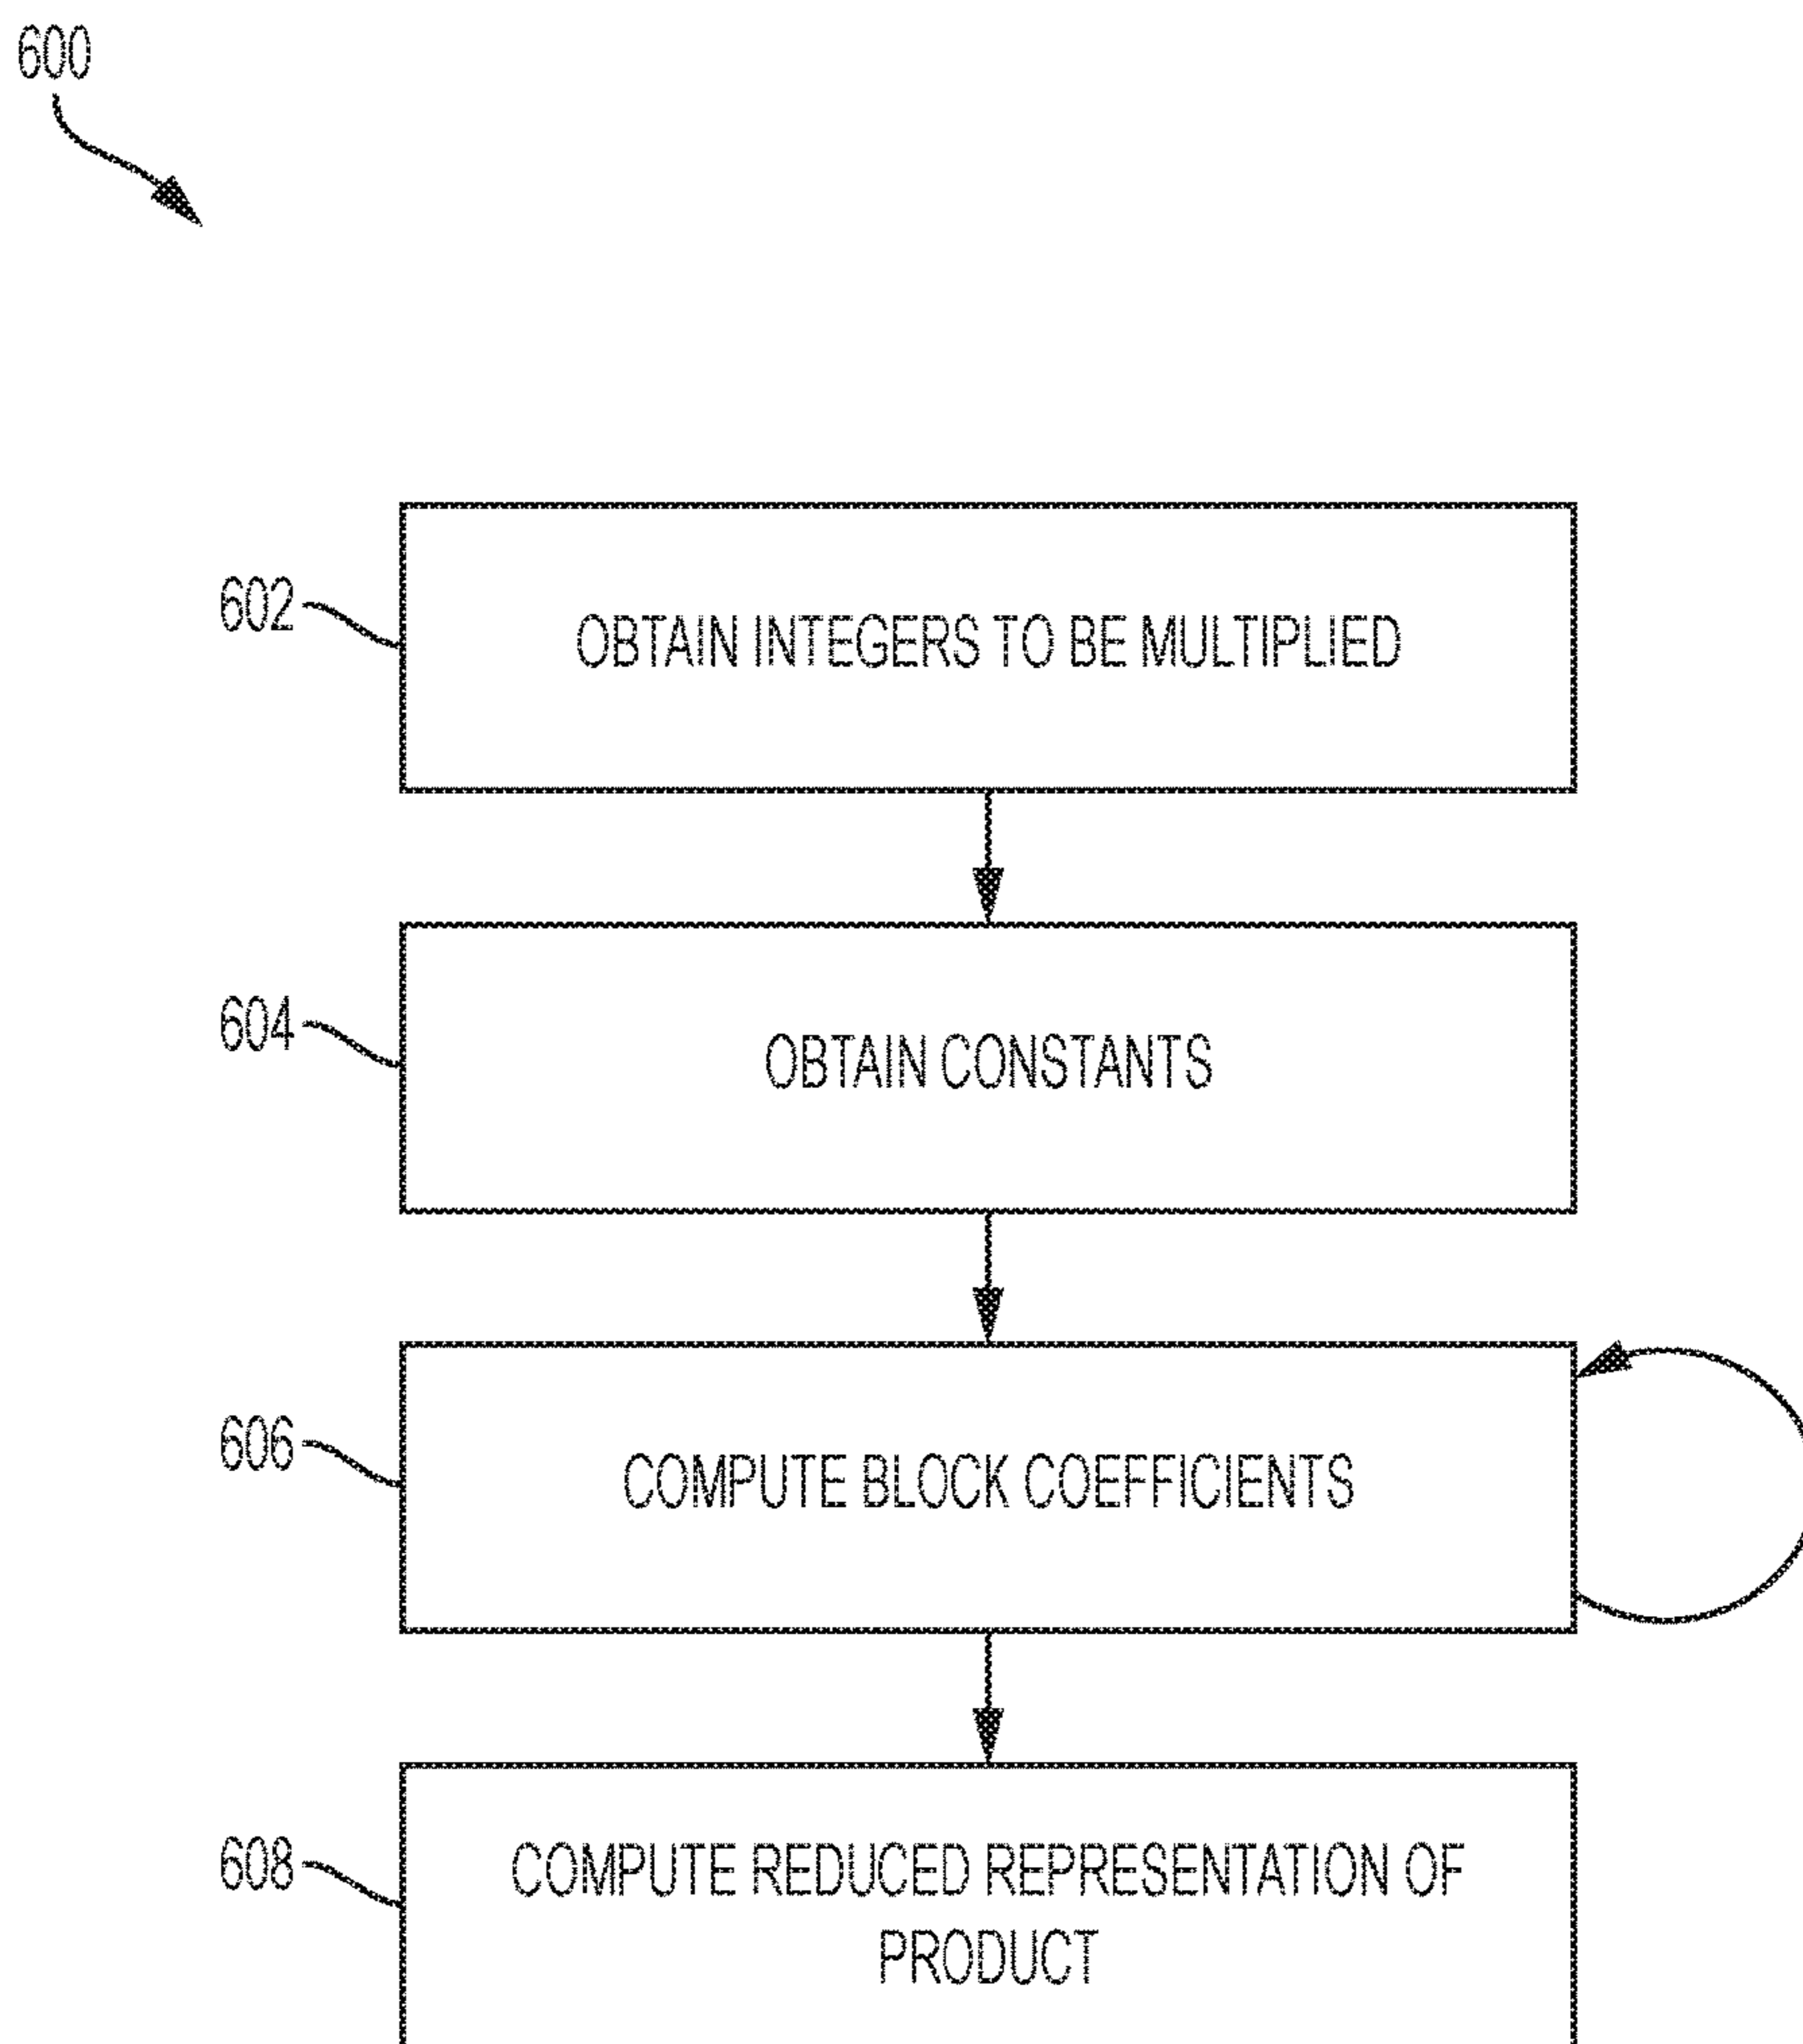 600
602
OBTAIN INTEGERS TO BE MULTIPLIED
604
OBTAIN CONSTANTS
606
COMPUTE BLOCK COEFFICIENTS
608
COMPUTE REDUCED REPRESENTATION OF
PRODUCT